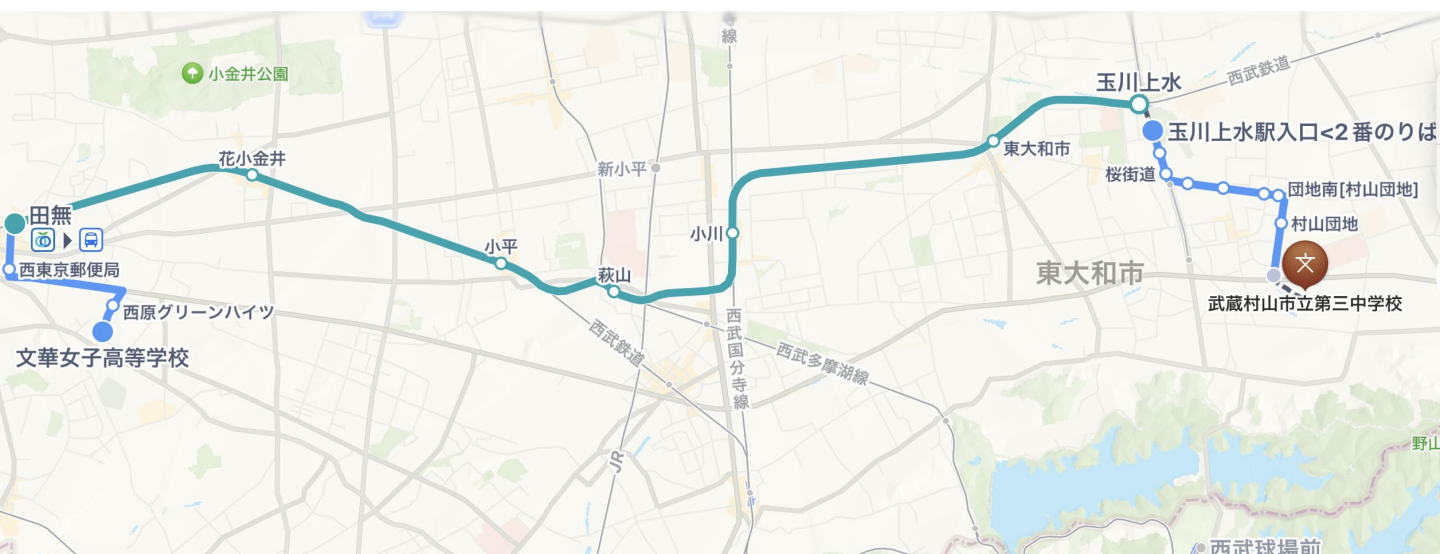 線
小金井公園
西武鉄道
玉川上水
玉川上水駅入口<2番のりば
東大和市
花小金井
新小平
桜街道
団地南[村山団地]
田無
村山団地
小川
小平
西東京郵便局
萩山
東大和市
文
武蔵村山市立第三中学校
西原グリーンハイツ
文華女子高等学校
西武鉄道
西武国分寺線
西武多摩湖線
JR
野山
西武球場前